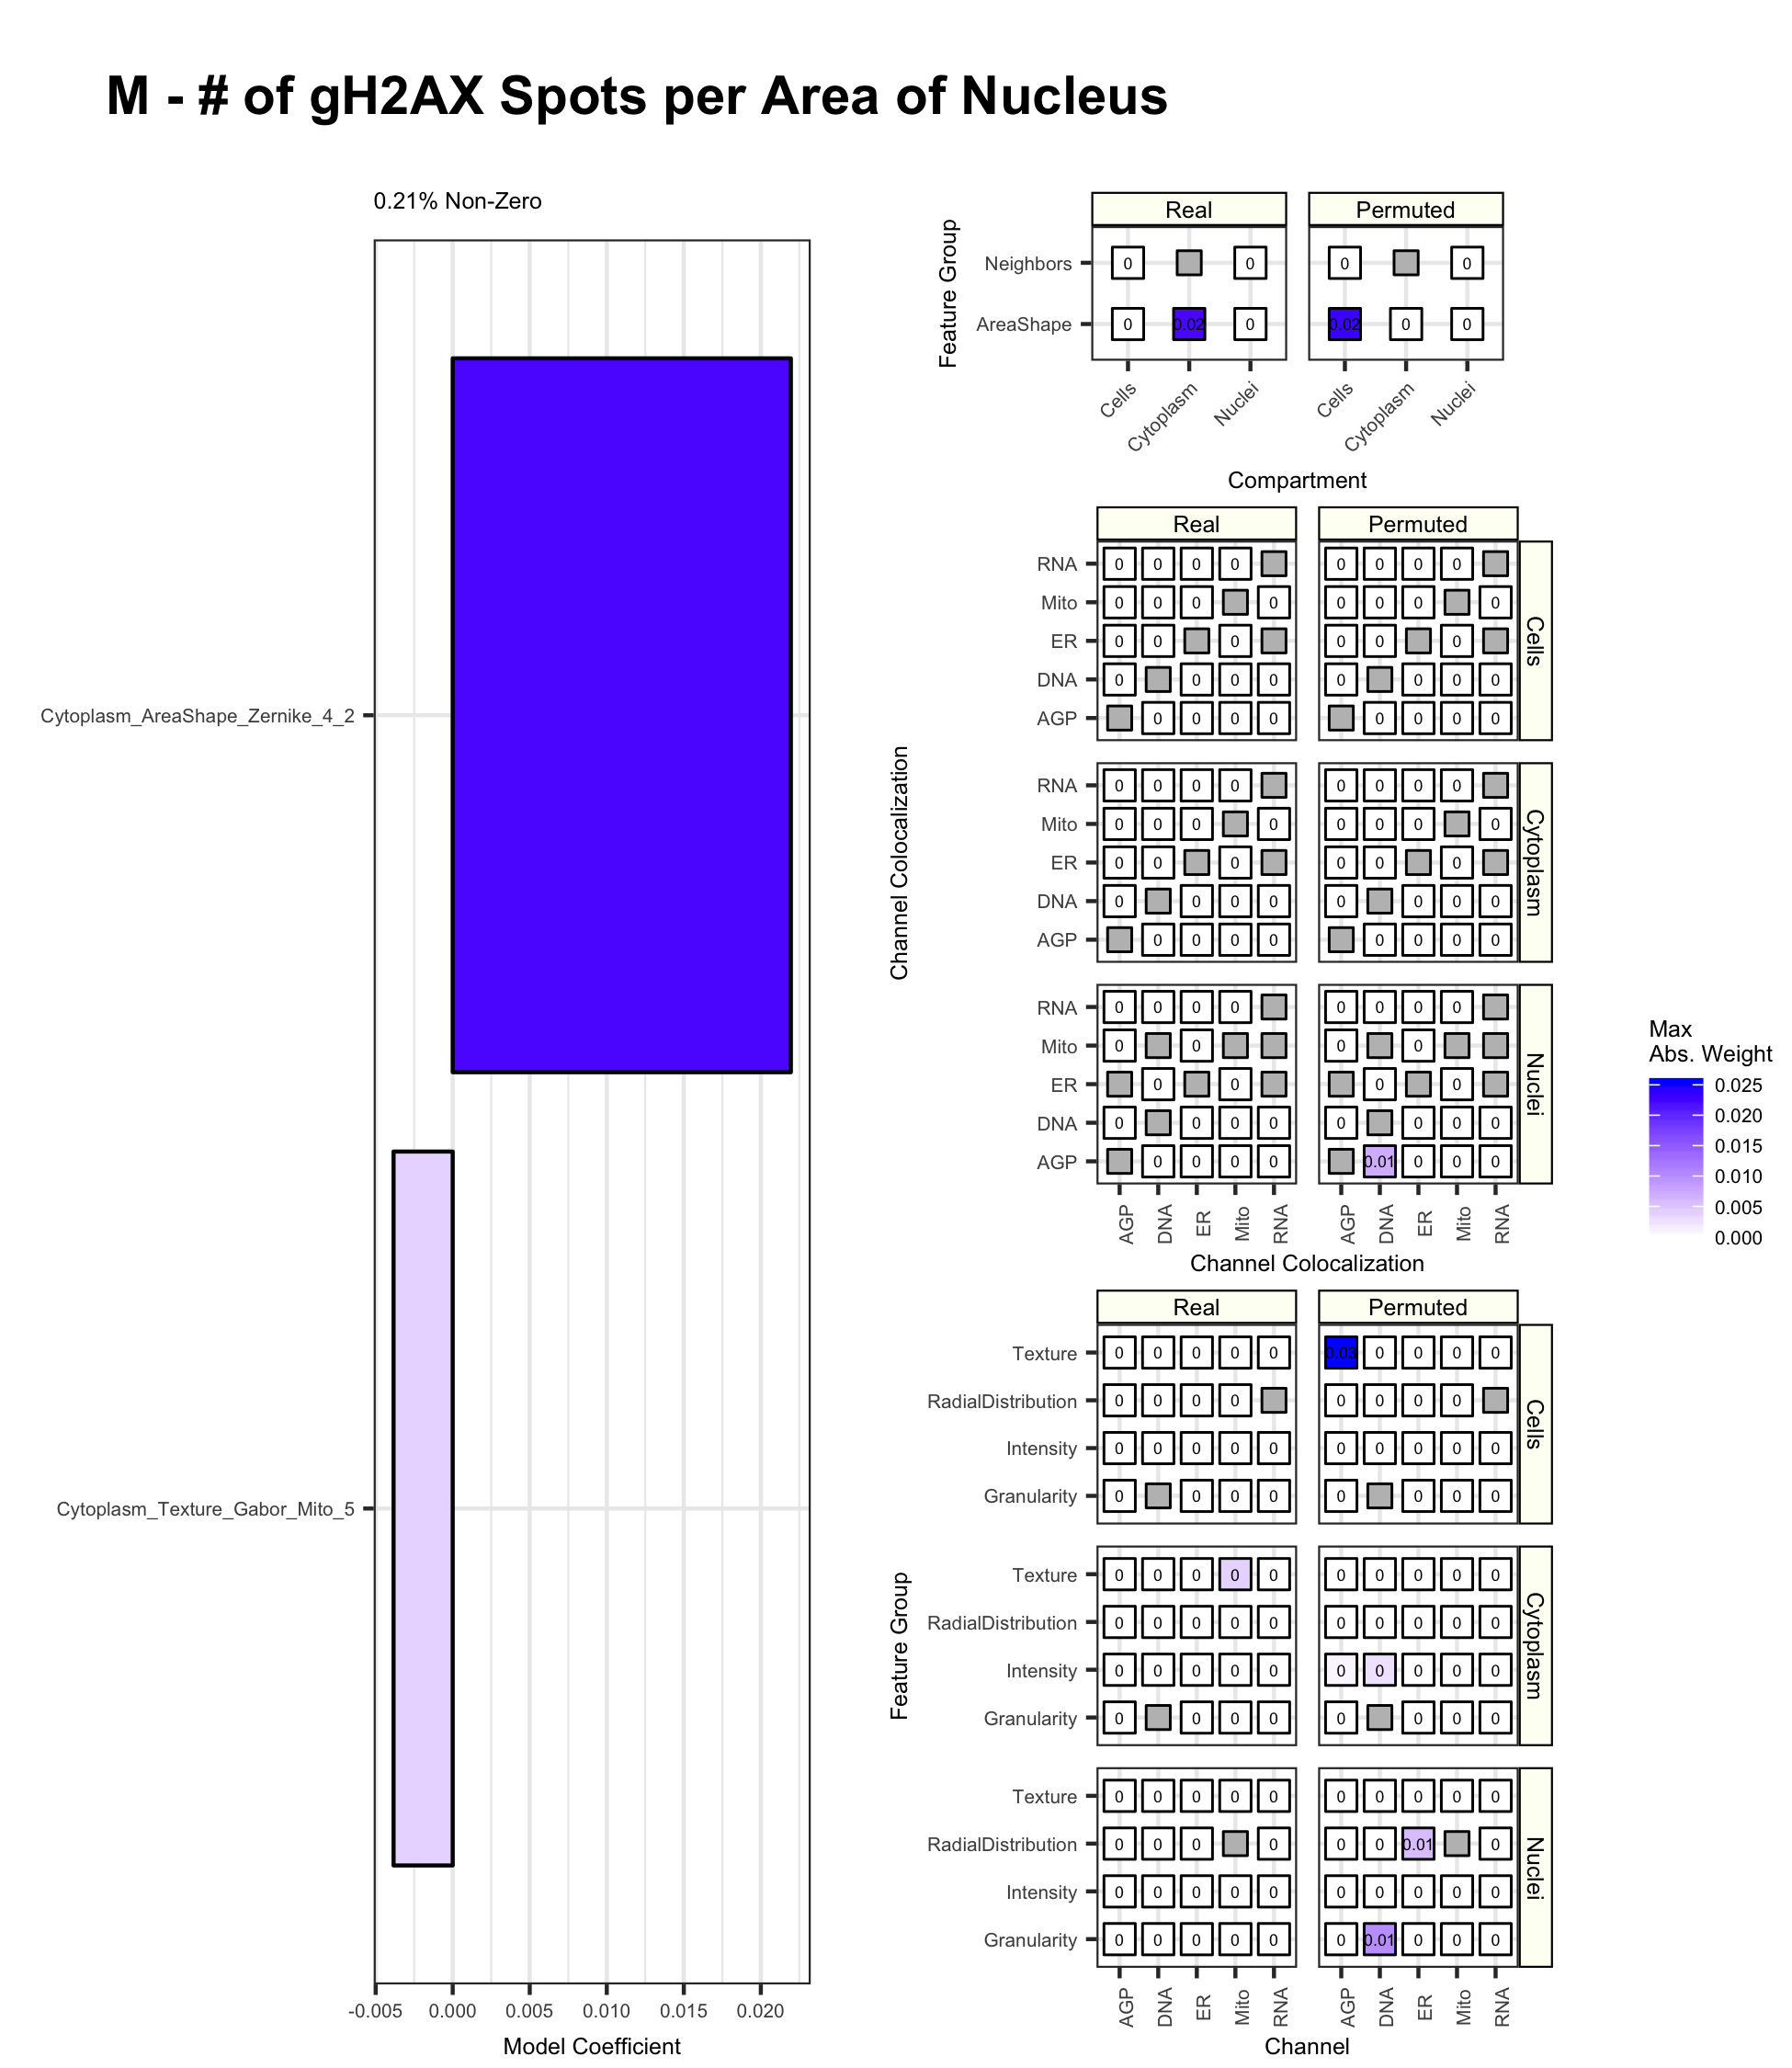 M - # of gH2AX Spots per Area of Nucleus
0.21% Non-Zero
Cytoplasm_AreaShape_Zernike_4_2
Cytoplasm_Texture_Gabor_Mito_5
-0.005 0.000 0.005 0.010 0.015 0.020
Model Coefficient
Real Permuted
Feature Group
Neighbors 0 0 0 0
AreaShape 0 0.02 0 0.02 0 0
Cells Cytoplasm Nuclei Cells Cytoplasm Nuclei
Compartment
Real Permuted
Channel Colocalization
RNA 0 0 0 0 0 0 0 0
Mito 0 0 0 0 0 0 0 0
ER 0 0 0 0 0 0
DNA 0 0 0 0 0 0 0 0
AGP 0 0 0 0 0 0 0 0
Cells
RNA 0 0 0 0 0 0 0 0
Mito 0 0 0 0 0 0 0 0
ER 0 0 0 0 0 0
DNA 0 0 0 0 0 0 0 0
AGP 0 0 0 0 0 0 0 0
Cytoplasm
RNA 0 0 0 0 0 0 0 0
Mito 0 0 0 0
ER 0 0 0 0
DNA 0 0 0 0 0 0 0 0
AGP 0 0 0 0 0.01 0 0 0
Nuclei
AGP DNA ER Mito RNA AGP DNA ER Mito RNA
Channel Colocalization
Real Permuted
Feature Group
Texture 0 0 0 0 0 0.03 0 0 0 0
RadialDistribution 0 0 0 0 0 0 0 0
Intensity 0 0 0 0 0 0 0 0 0 0
Granularity 0 0 0 0 0 0 0 0
Cells
Texture 0 0 0 0 0 0 0 0 0 0
RadialDistribution 0 0 0 0 0 0 0 0 0 0
Intensity 0 0 0 0 0 0 0 0 0 0
Granularity 0 0 0 0 0 0 0 0
Cytoplasm
Texture 0 0 0 0 0 0 0 0 0 0
RadialDistribution 0 0 0 0 0 0 0.01 0
Intensity 0 0 0 0 0 0 0 0 0 0
Granularity 0 0 0 0 0 0 0.01 0 0 0
Nuclei
AGP DNA ER Mito RNA AGP DNA ER Mito RNA
Channel
Max
Abs. Weight
0.025
0.020
0.015
0.010
0.005
0.000